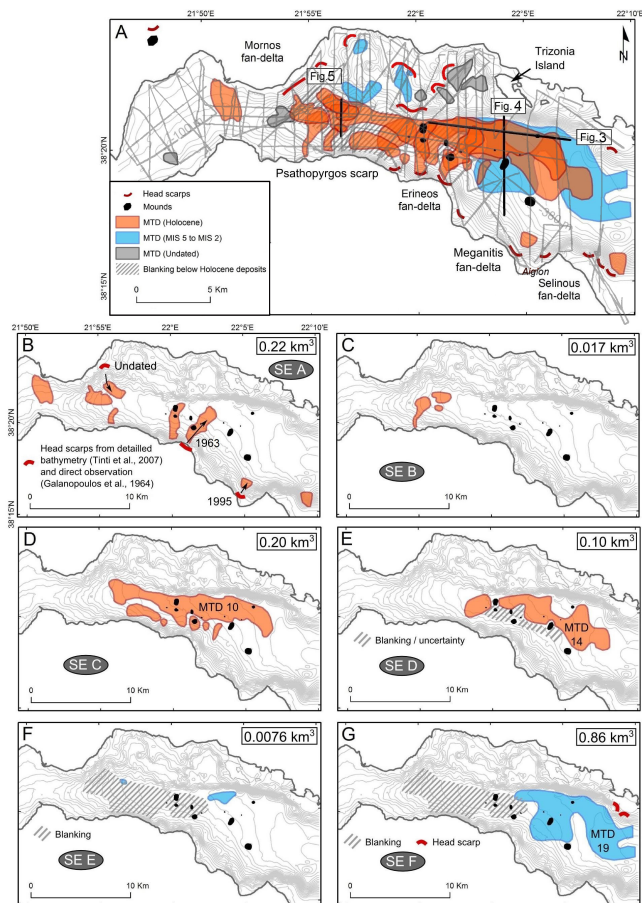 21°50'E
21°55'E
22°E
22°5'E
22°10'E
A
N
Mornos
fan-delta
Trizonia
Island
Fig.5
Fig. 4
Fig.3
38°20'N
-100 m
-300 m
Psathopyrgos scarp
Erineos
fan-delta
Meganitis
fan-delta
Aigion
Selinous
fan-delta
38°15'N
Head scarps
Mounds
MTD (Holocene)
MTD (MIS 5 to MIS 2)
MTD (Undated)
Blanking below Holocene deposits
0 5 Km
21°50'E 21°55'E 22°E 22°5'E 22°10'E
B
0.22 km³
Undated
SE A
38°20'N
1963
Head scarps from detailled
bathymetry (Tinti et al., 2007)
and direct observation
(Galanopoulos et al., 1964)
1995
38°15'N
0 10 Km
C
0.017 km³
SE B
0 10 Km
D
0.20 km³
MTD 10
SE C
0 10 Km
E
0.10 km³
MTD
14
Blanking / uncertainty
SE D
0 10 Km
F
0.0076 km³
Blanking
SE E
0 10 Km
G
0.86 km³
MTD
19
Blanking Head scarp
SE F
0 10 Km